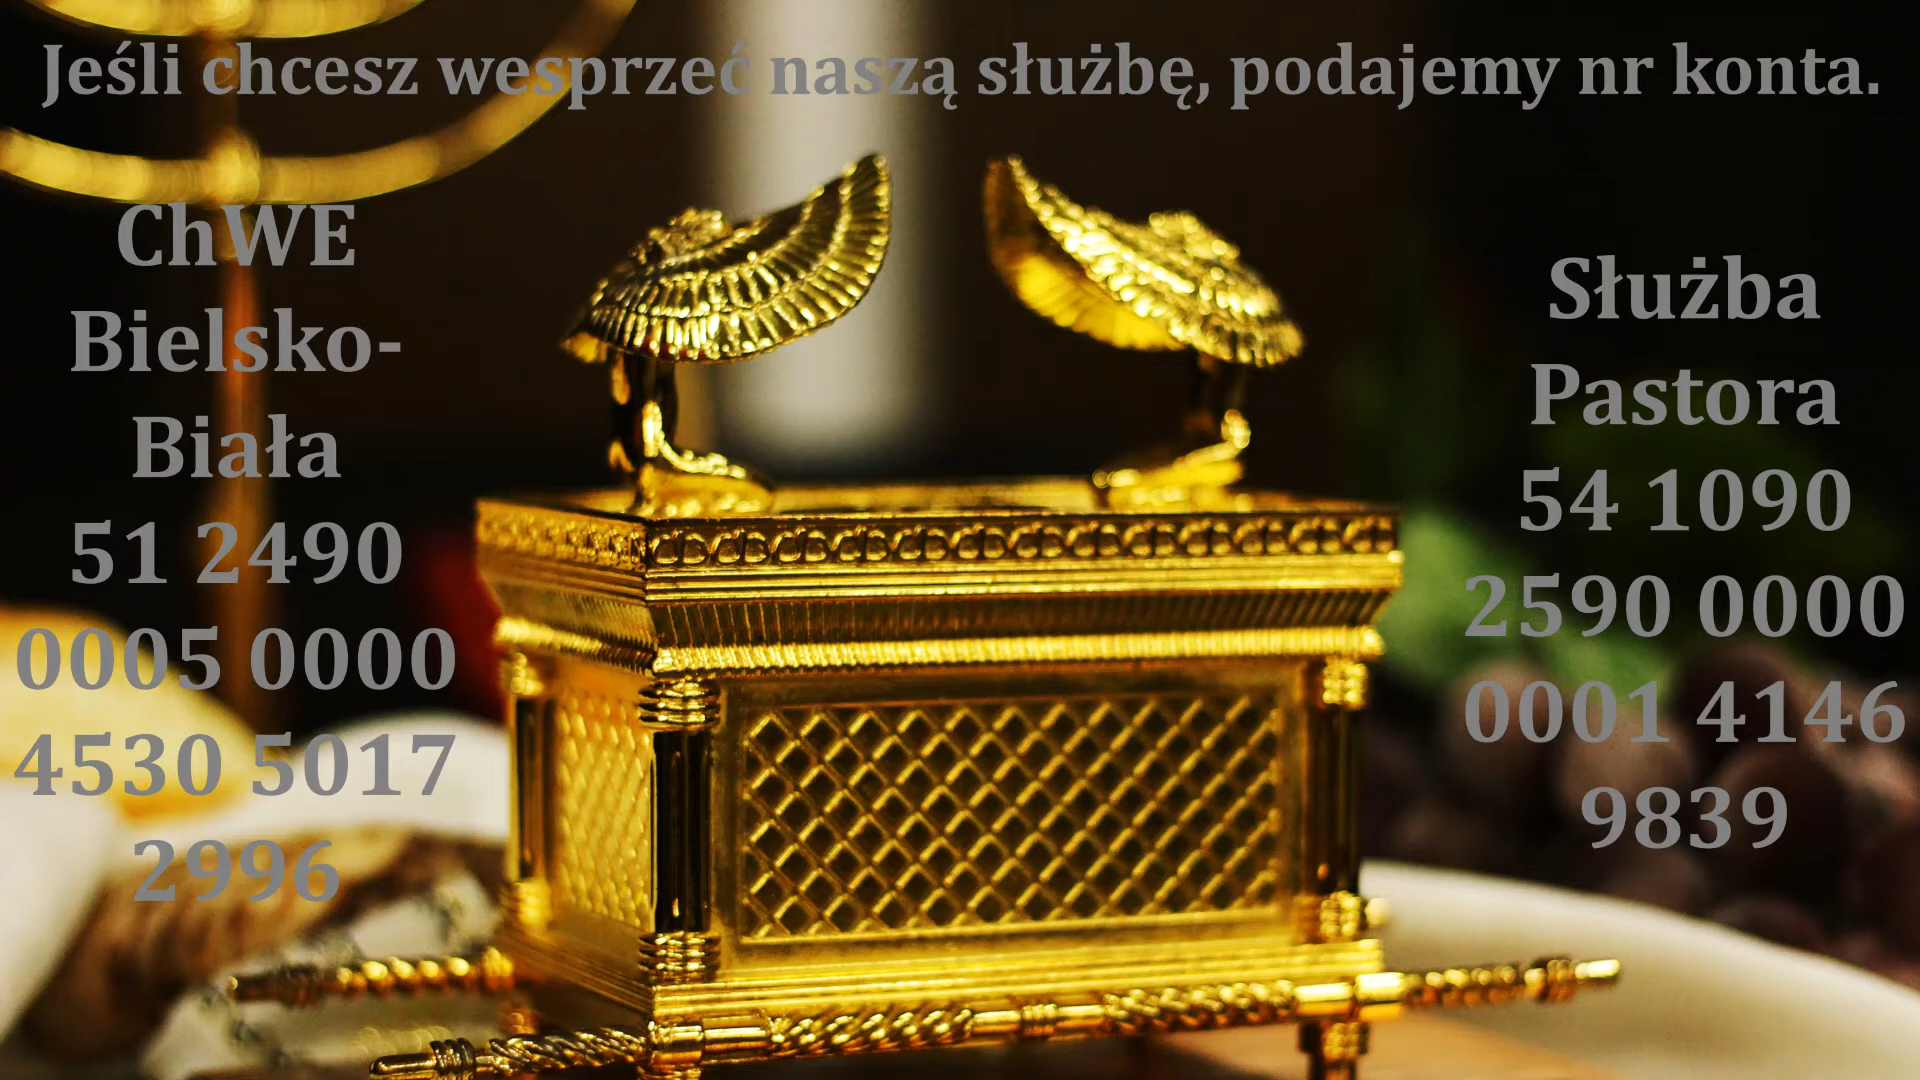 Jeśli chcesz wesprzeć naszą służbę, podajemy nr konta.
ChWE
Bielsko-
Biała
51 2490
0005 0000
4530 5017
2996
Służba
Pastora
54 1090
2590 0000
0001 4146
9839